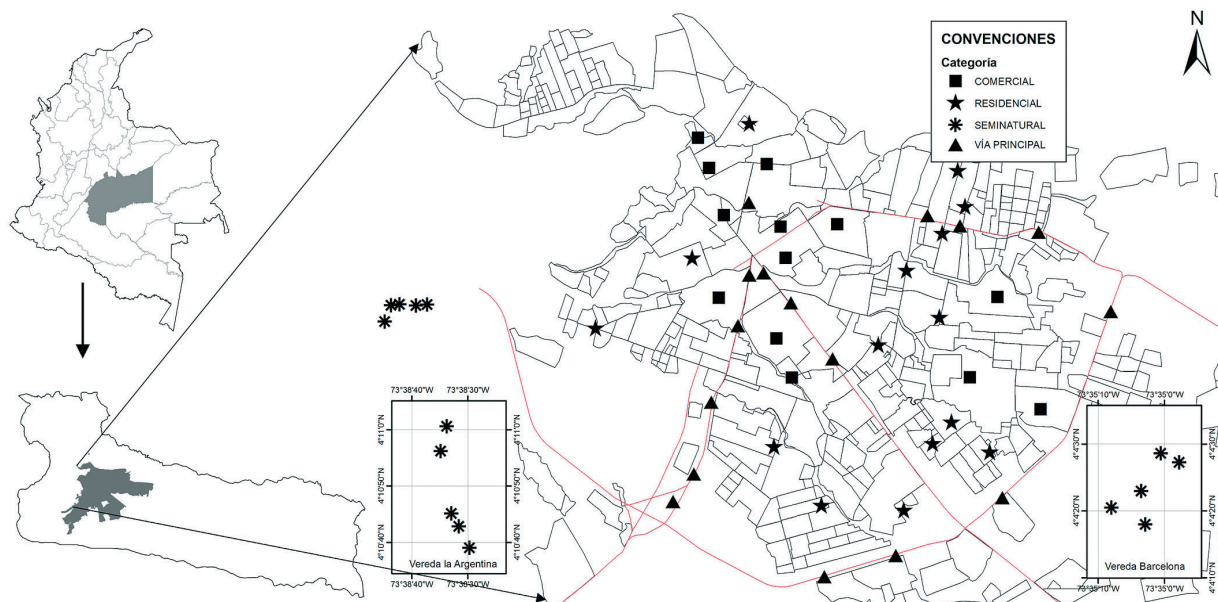 N
CONVENCIONES
Categoría
COMERCIAL
RESIDENCIAL
SEMINATURAL
VÍA PRINCIPAL
73°38'40"W 73°38'30"W
4°11'0"N 4°11'0"N
4°10'50"N 4°10'50"N
4°10'40"N 4°10'40"N
Vereda la Argentina
73°38'40"W 73°38'30"W
73°35'10"W 73°35'0"W
4°4'30"N 4°4'30"N
4°4'20"N 4°4'20"N
4°4'10"N
Vereda Barcelona
73°35'10"W 73°35'0"W